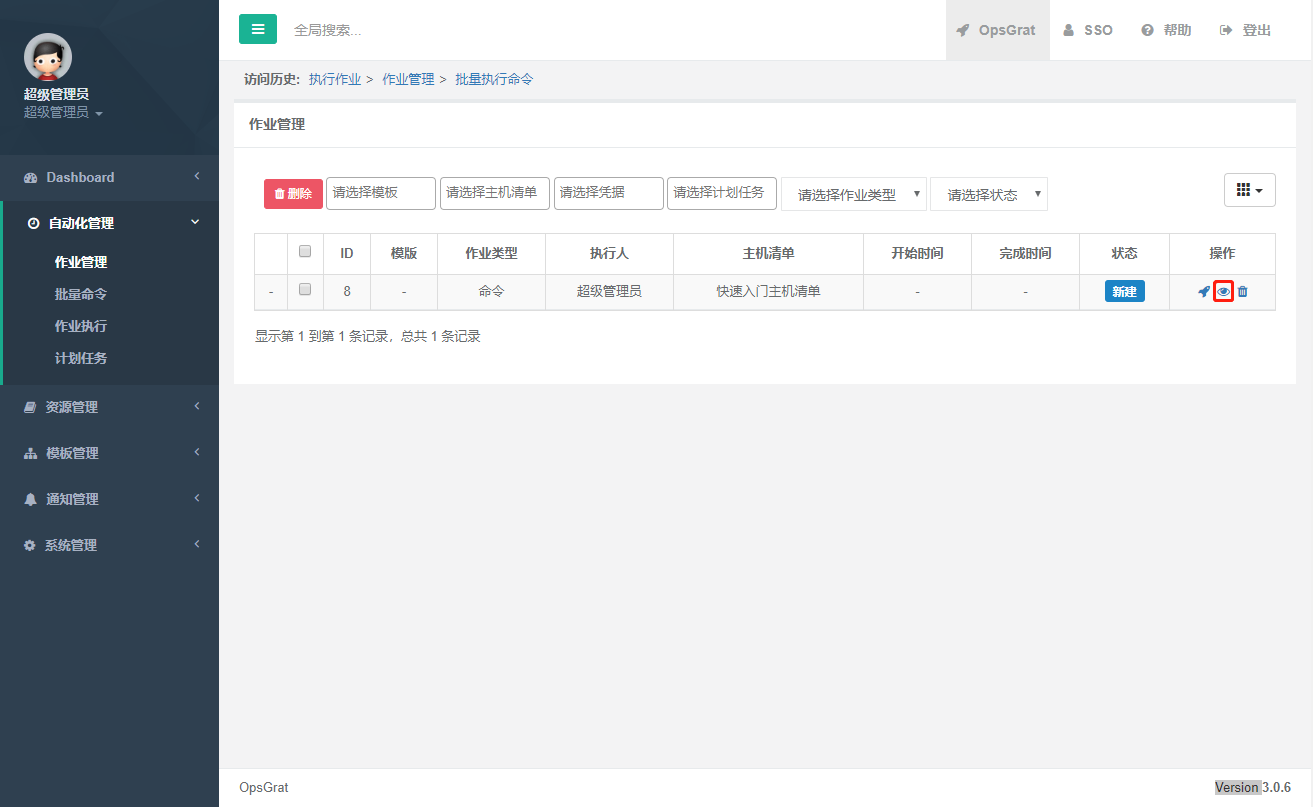 全局搜索...
OpsGrat
SSO
帮助
登出
超级管理员
超级管理员
Dashboard
自动化管理
作业管理
批量命令
作业执行
计划任务
资源管理
模板管理
通知管理
系统管理
访问历史: 执行作业 > 作业管理 > 批量执行命令
作业管理
删除 请选择模板 请选择主机清单 请选择凭据 请选择计划任务 请选择作业类型 请选择状态
ID 模版 作业类型 执行人 主机清单 开始时间 完成时间 状态 操作
- 8 - 命令 超级管理员 快速入门主机清单 - - 新建
显示第 1 到第 1 条记录，总共 1 条记录
OpsGrat
Version 3.0.6